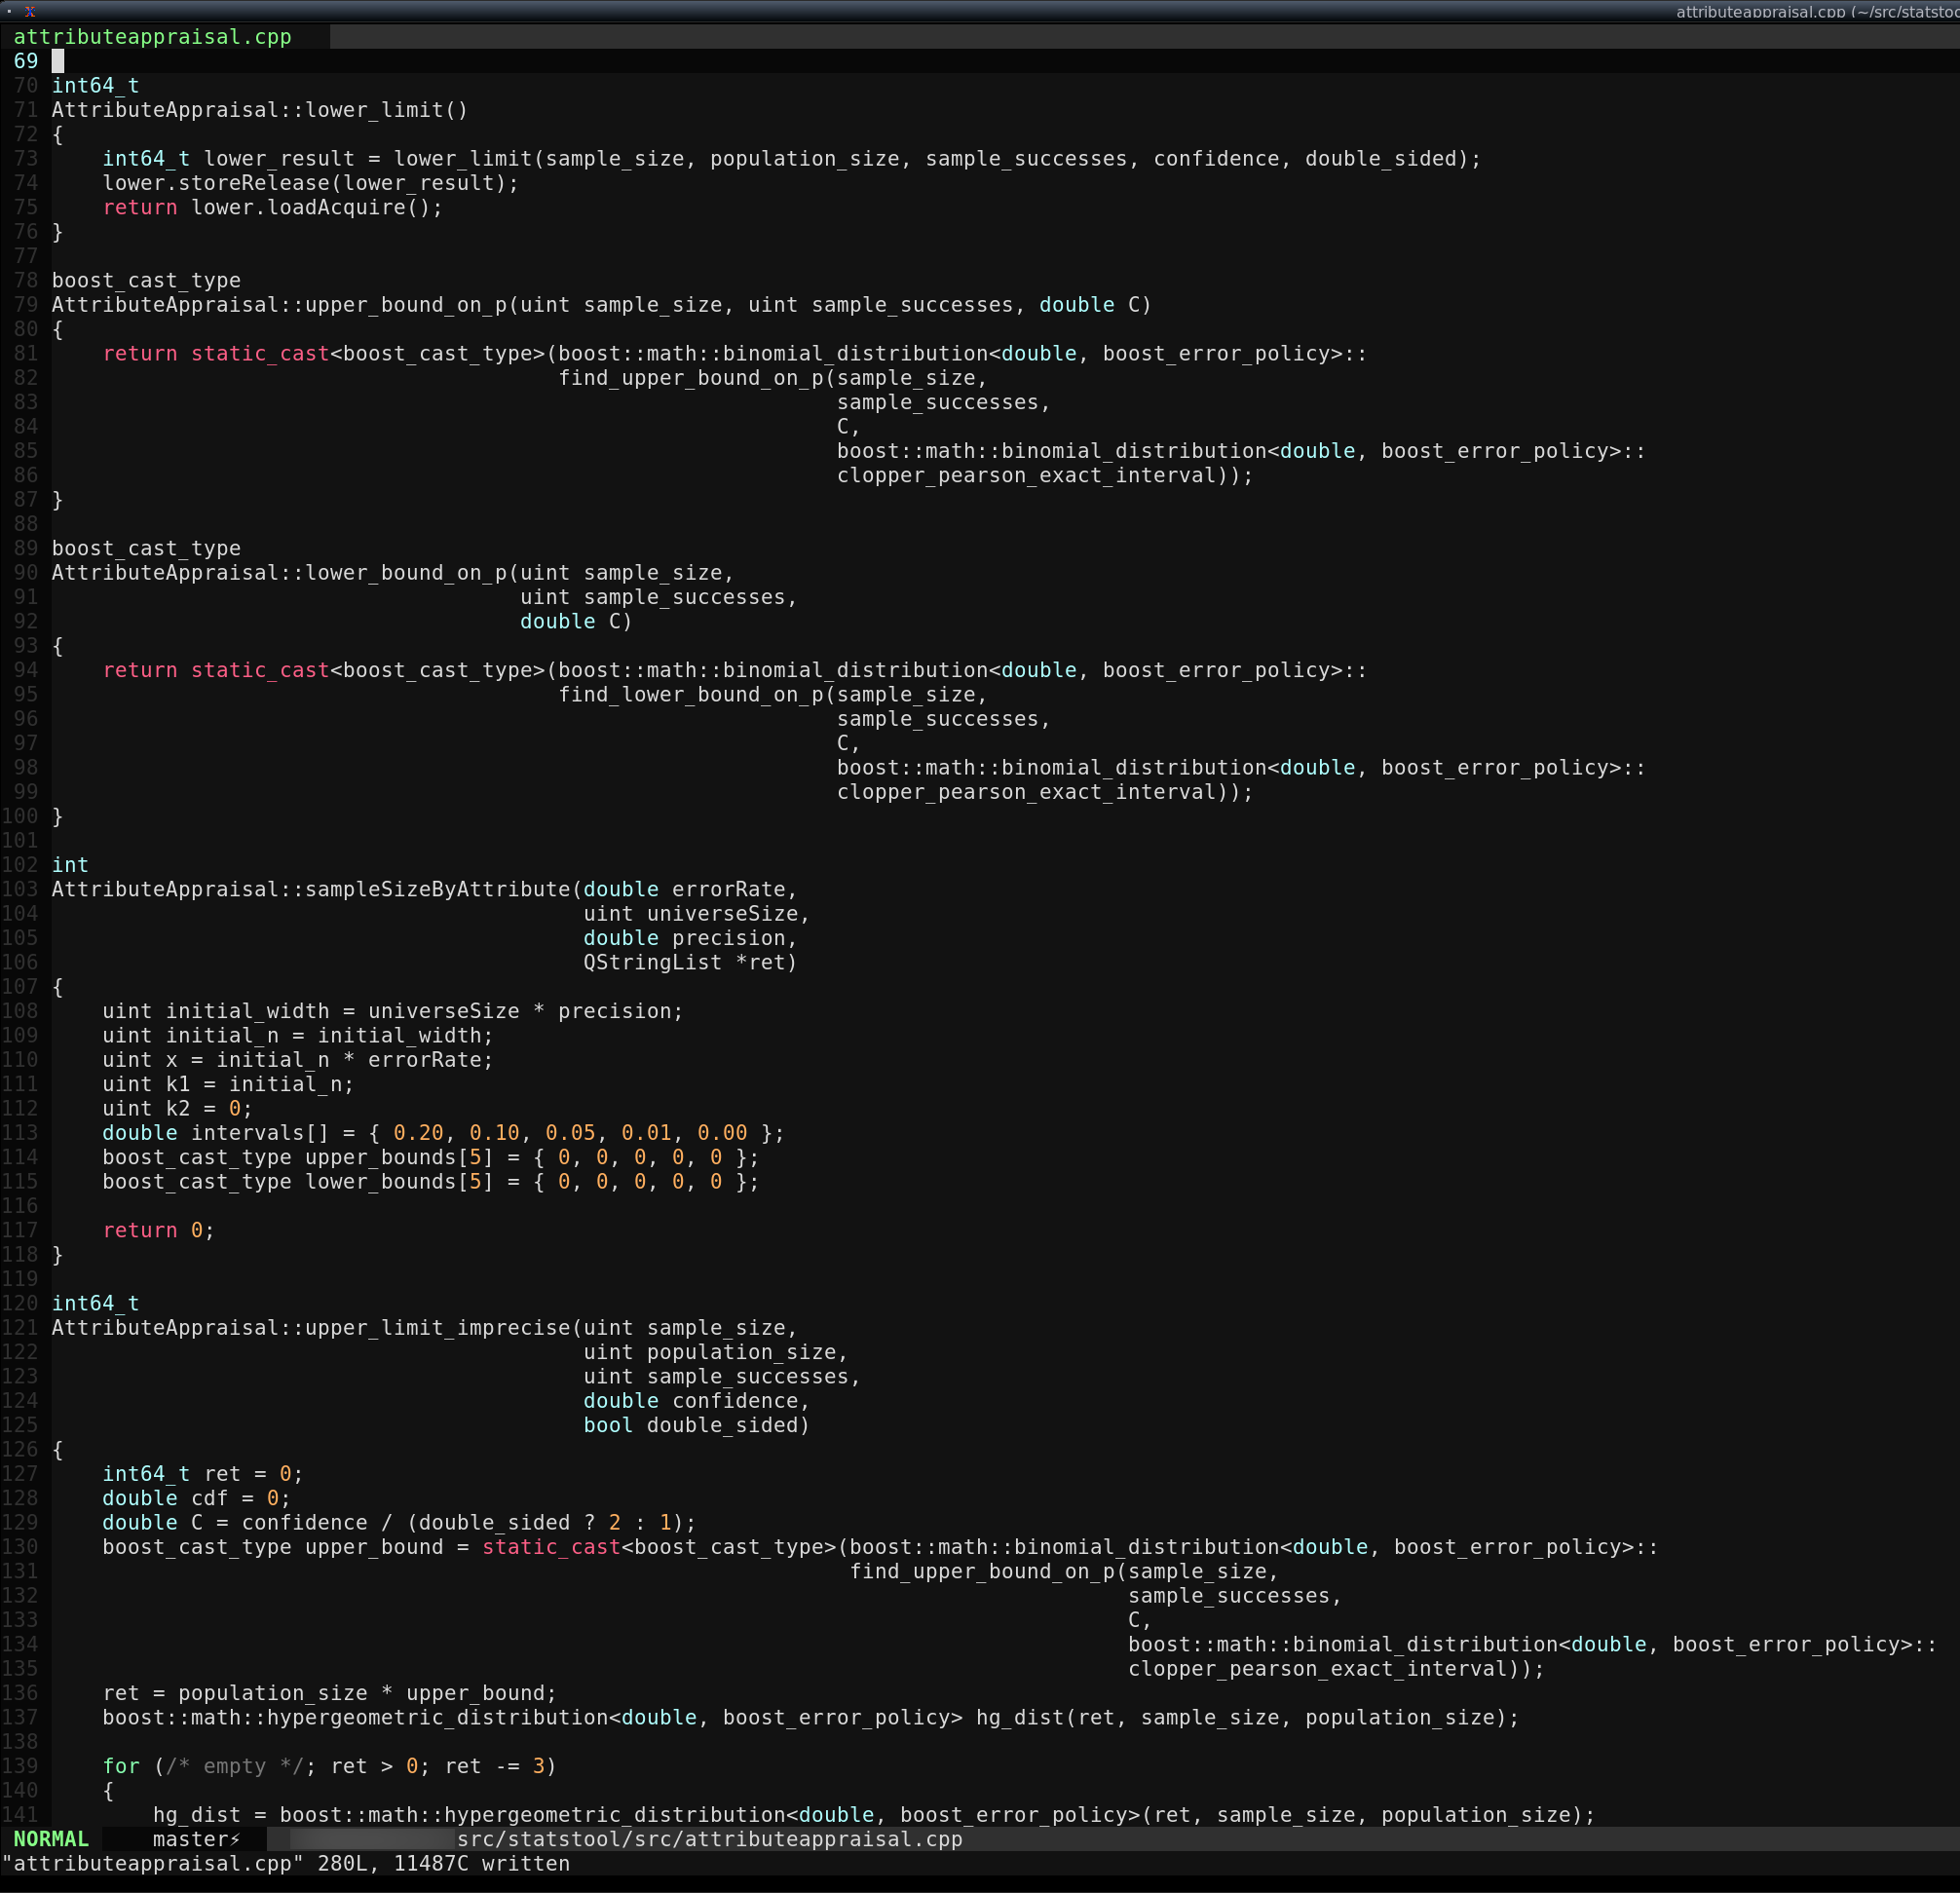 attributeappraisal.cpp (~/src/statstoo
attributeappraisal.cpp
69
70 int64_t
71 AttributeAppraisal::lower_limit()
72 {
73     int64_t lower_result = lower_limit(sample_size, population_size, sample_successes, confidence, double_sided);
74     lower.storeRelease(lower_result);
75     return lower.loadAcquire();
76 }
77
78 boost_cast_type
79 AttributeAppraisal::upper_bound_on_p(uint sample_size, uint sample_successes, double C)
80 {
81     return static_cast<boost_cast_type>(boost::math::binomial_distribution<double, boost_error_policy>::
82                                         find_upper_bound_on_p(sample_size,
83                                                               sample_successes,
84                                                               C,
85                                                               boost::math::binomial_distribution<double, boost_error_policy>::
86                                                               clopper_pearson_exact_interval));
87 }
88
89 boost_cast_type
90 AttributeAppraisal::lower_bound_on_p(uint sample_size,
91                                      uint sample_successes,
92                                      double C)
93 {
94     return static_cast<boost_cast_type>(boost::math::binomial_distribution<double, boost_error_policy>::
95                                         find_lower_bound_on_p(sample_size,
96                                                               sample_successes,
97                                                               C,
98                                                               boost::math::binomial_distribution<double, boost_error_policy>::
99                                                               clopper_pearson_exact_interval));
100 }
101
102 int
103 AttributeAppraisal::sampleSizeByAttribute(double errorRate,
104                                           uint universeSize,
105                                           double precision,
106                                           QStringList *ret)
107 {
108     uint initial_width = universeSize * precision;
109     uint initial_n = initial_width;
110     uint x = initial_n * errorRate;
111     uint k1 = initial_n;
112     uint k2 = 0;
113     double intervals[] = { 0.20, 0.10, 0.05, 0.01, 0.00 };
114     boost_cast_type upper_bounds[5] = { 0, 0, 0, 0, 0 };
115     boost_cast_type lower_bounds[5] = { 0, 0, 0, 0, 0 };
116
117     return 0;
118 }
119
120 int64_t
121 AttributeAppraisal::upper_limit_imprecise(uint sample_size,
122                                           uint population_size,
123                                           uint sample_successes,
124                                           double confidence,
125                                           bool double_sided)
126 {
127     int64_t ret = 0;
128     double cdf = 0;
129     double C = confidence / (double_sided ? 2 : 1);
130     boost_cast_type upper_bound = static_cast<boost_cast_type>(boost::math::binomial_distribution<double, boost_error_policy>::
131                                                                find_upper_bound_on_p(sample_size,
132                                                                                      sample_successes,
133                                                                                      C,
134                                                                                      boost::math::binomial_distribution<double, boost_error_policy>::
135                                                                                      clopper_pearson_exact_interval));
136     ret = population_size * upper_bound;
137     boost::math::hypergeometric_distribution<double, boost_error_policy> hg_dist(ret, sample_size, population_size);
138
139     for (/* empty */; ret > 0; ret -= 3)
140     {
141         hg_dist = boost::math::hypergeometric_distribution<double, boost_error_policy>(ret, sample_size, population_size);
NORMAL master⚡ src/statstool/src/attributeappraisal.cpp
"attributeappraisal.cpp" 280L, 11487C written